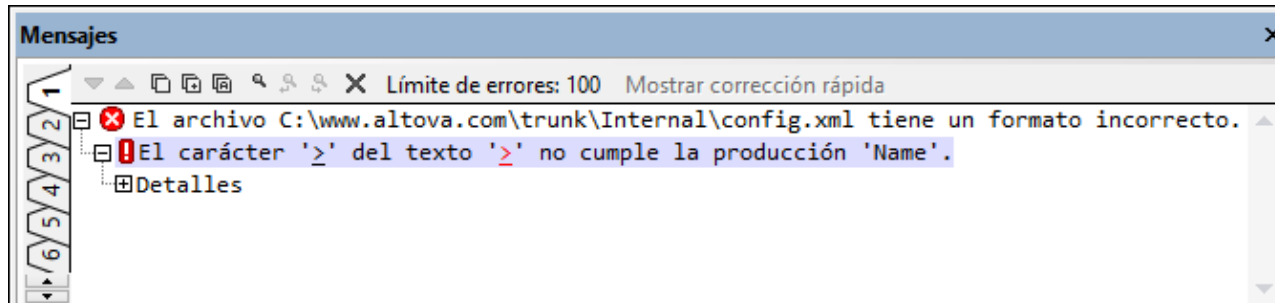 Mensajes
Límite de errores: 100 Mostrar corrección rápida
El archivo C:\www.altova.com\trunk\Internal\config.xml tiene un formato incorrecto.
El carácter '>' del texto '>' no cumple la producción 'Name'.
Detalles
1
2
3
4
5
6